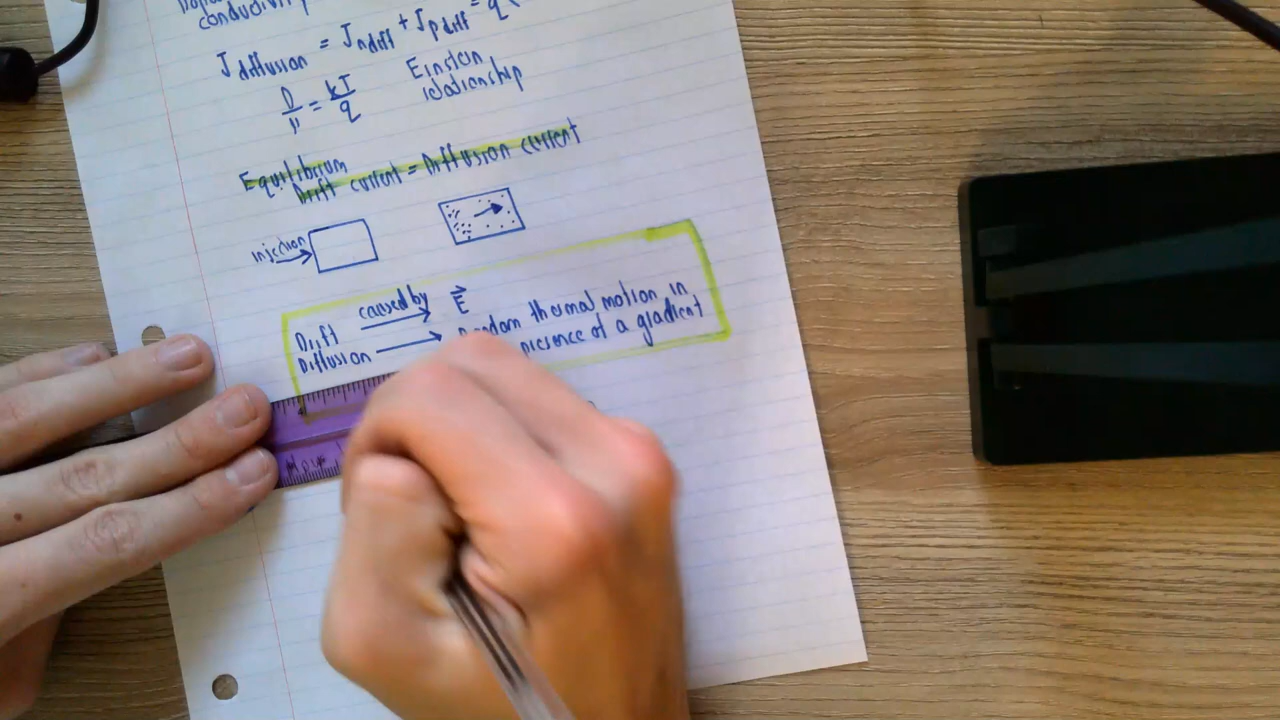 conductivity
J diffusion = J n diff + J p diff = q
D/μ = kT/q
Einstein
relationship
Equilibrium
Drift current = Diffusion current
injection
Drift caused by E⃗
Diffusion → Random thermal motion in
presence of a gradient